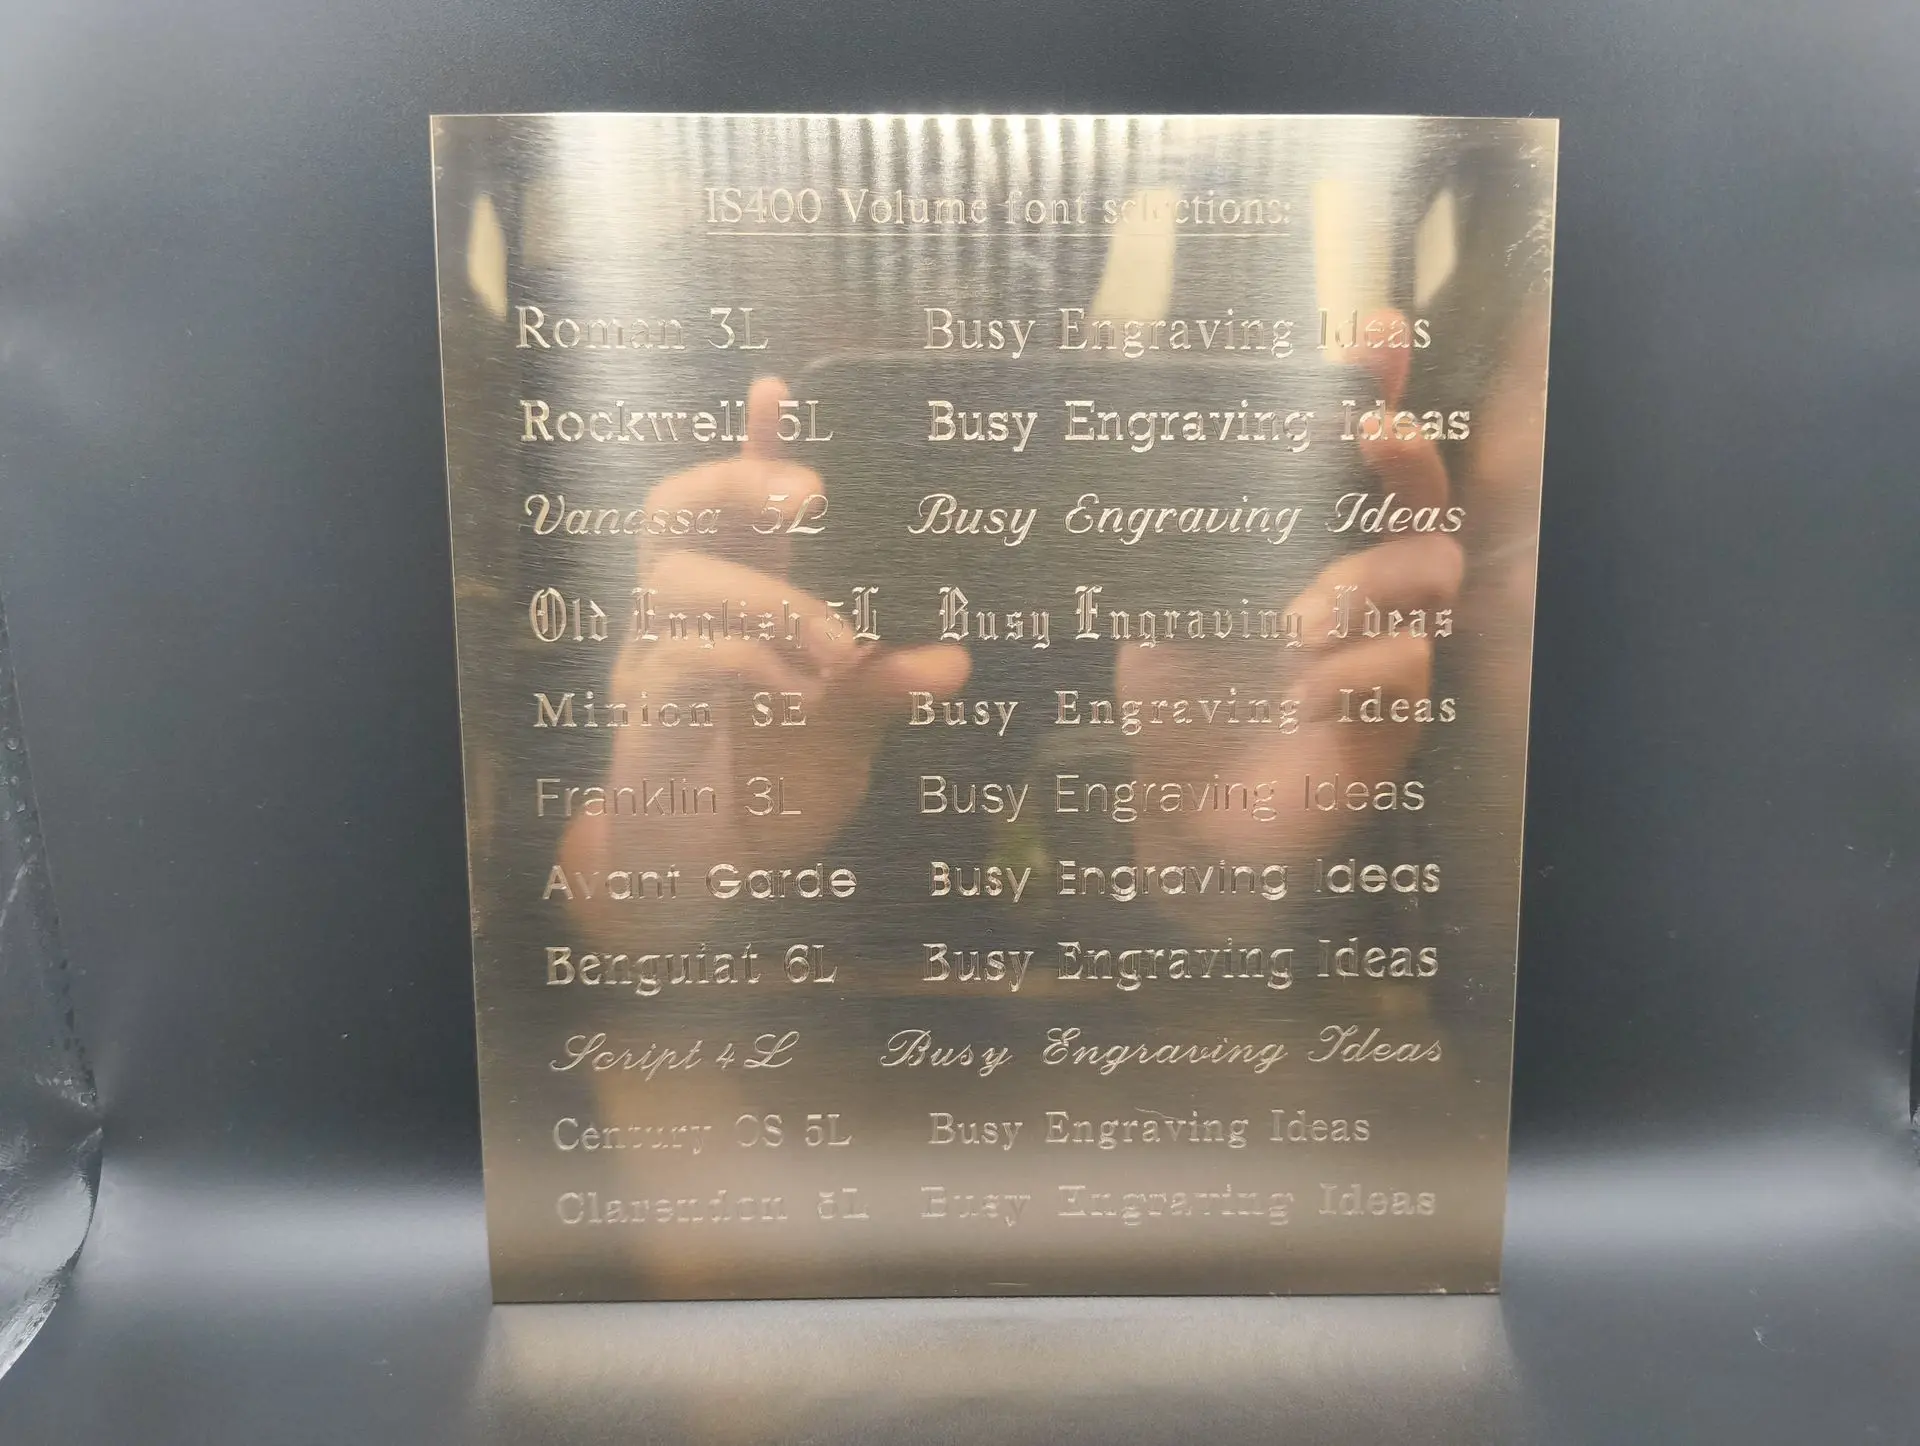 IS400 Volume font selections:
Roman 3L Busy Engraving Ideas
Rockwell 5L Busy Engraving Ideas
Vanessa 5L Busy Engraving Ideas
Old English 5L Busy Engraving Ideas
Minion SE Busy Engraving Ideas
Franklin 3L Busy Engraving Ideas
Avant Garde Busy Engraving Ideas
Benguiat 6L Busy Engraving Ideas
Script 4L Busy Engraving Ideas
Century OS 5L Busy Engraving Ideas
Clarendon 5L Busy Engraving Ideas